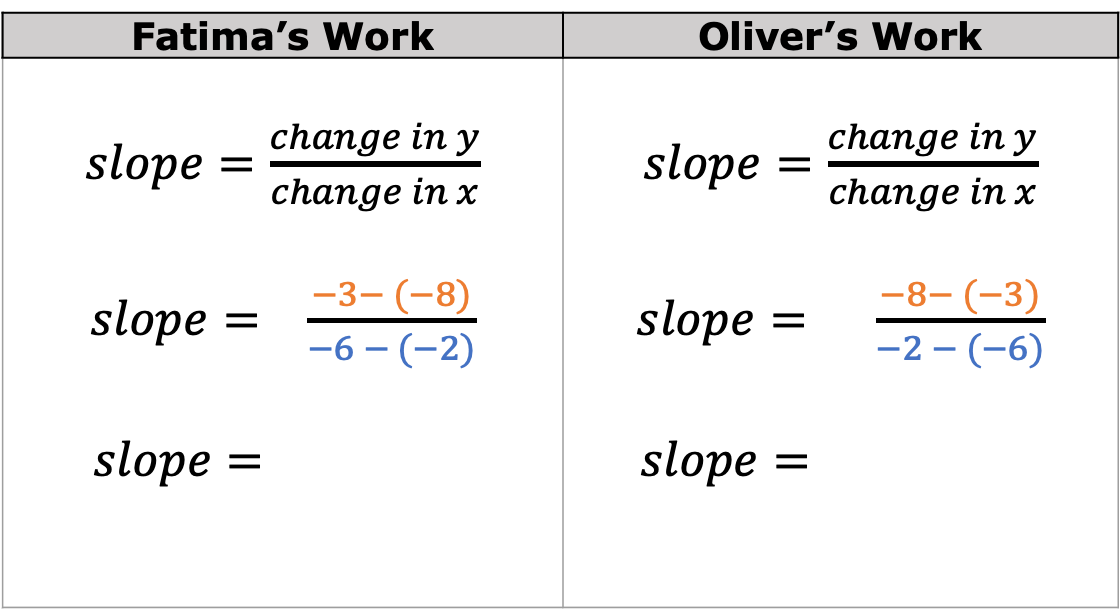 Fatima’s Work
slope = change in y / change in x
slope = −3− (−8) / −6 − (−2)
slope =
Oliver’s Work
slope = change in y / change in x
slope = −8− (−3) / −2 − (−6)
slope =